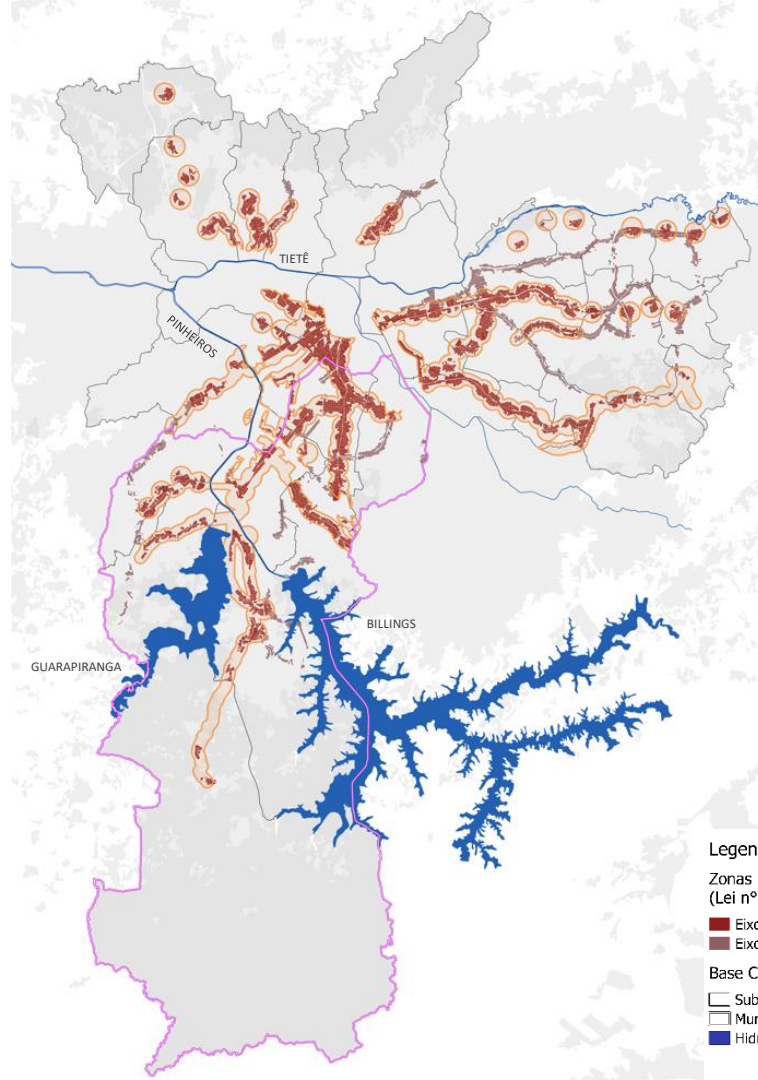 TIETÊ
PINHEIROS
BILLINGS
GUARAPIRANGA
Legen
Zonas
(Lei n°
Eixo
Eixo
Base C
Sub
Mun
Hidr